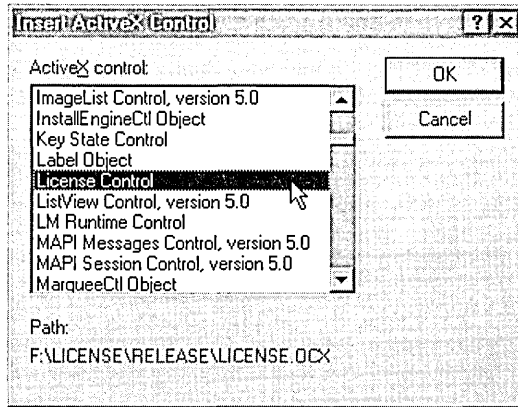 Insert ActiveX Control
ActiveX control:
OK
Cancel
ImageList Control, version 5.0
InstallEngineCtl Object
Key State Control
Label Object
License Control
ListView Control, version 5.0
LM Runtime Control
MAPI Messages Control, version 5.0
MAPI Session Control, version 5.0
MarqueeCtl Object
Path:
F:\LICENSE\RELEASE\LICENSE.OCX